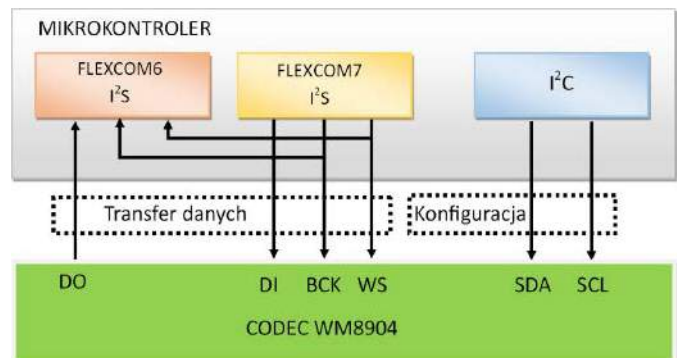 MIKROKONTROLER
FLEXCOM6
I²S
FLEXCOM7
I²S
I²C
Transfer danych
Konfiguracja
DO
DI
BCK
WS
SDA
SCL
CODEC WM8904